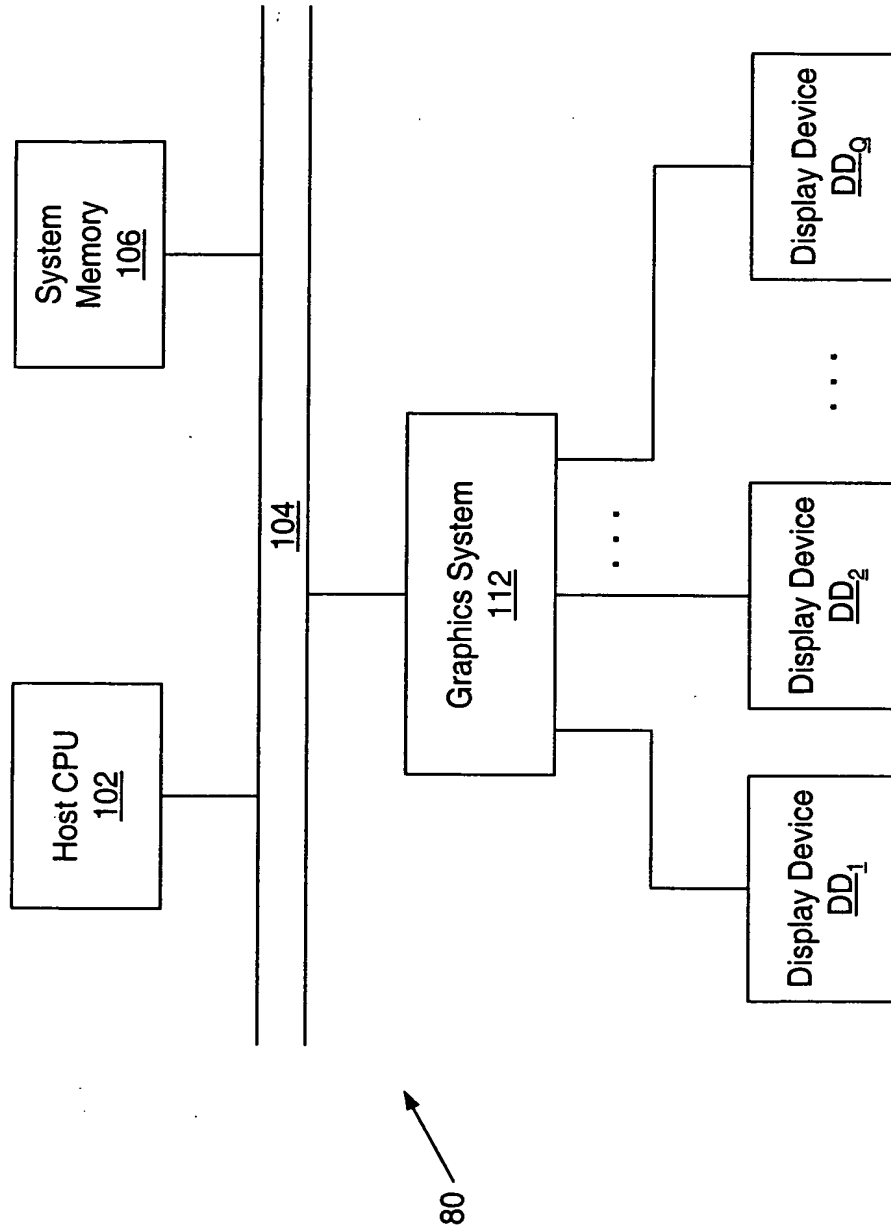 Host CPU
102
System
Memory
106
104
Graphics System
112
. . .
Display Device
DD1
Display Device
DD2
. . .
Display Device
DDQ
80